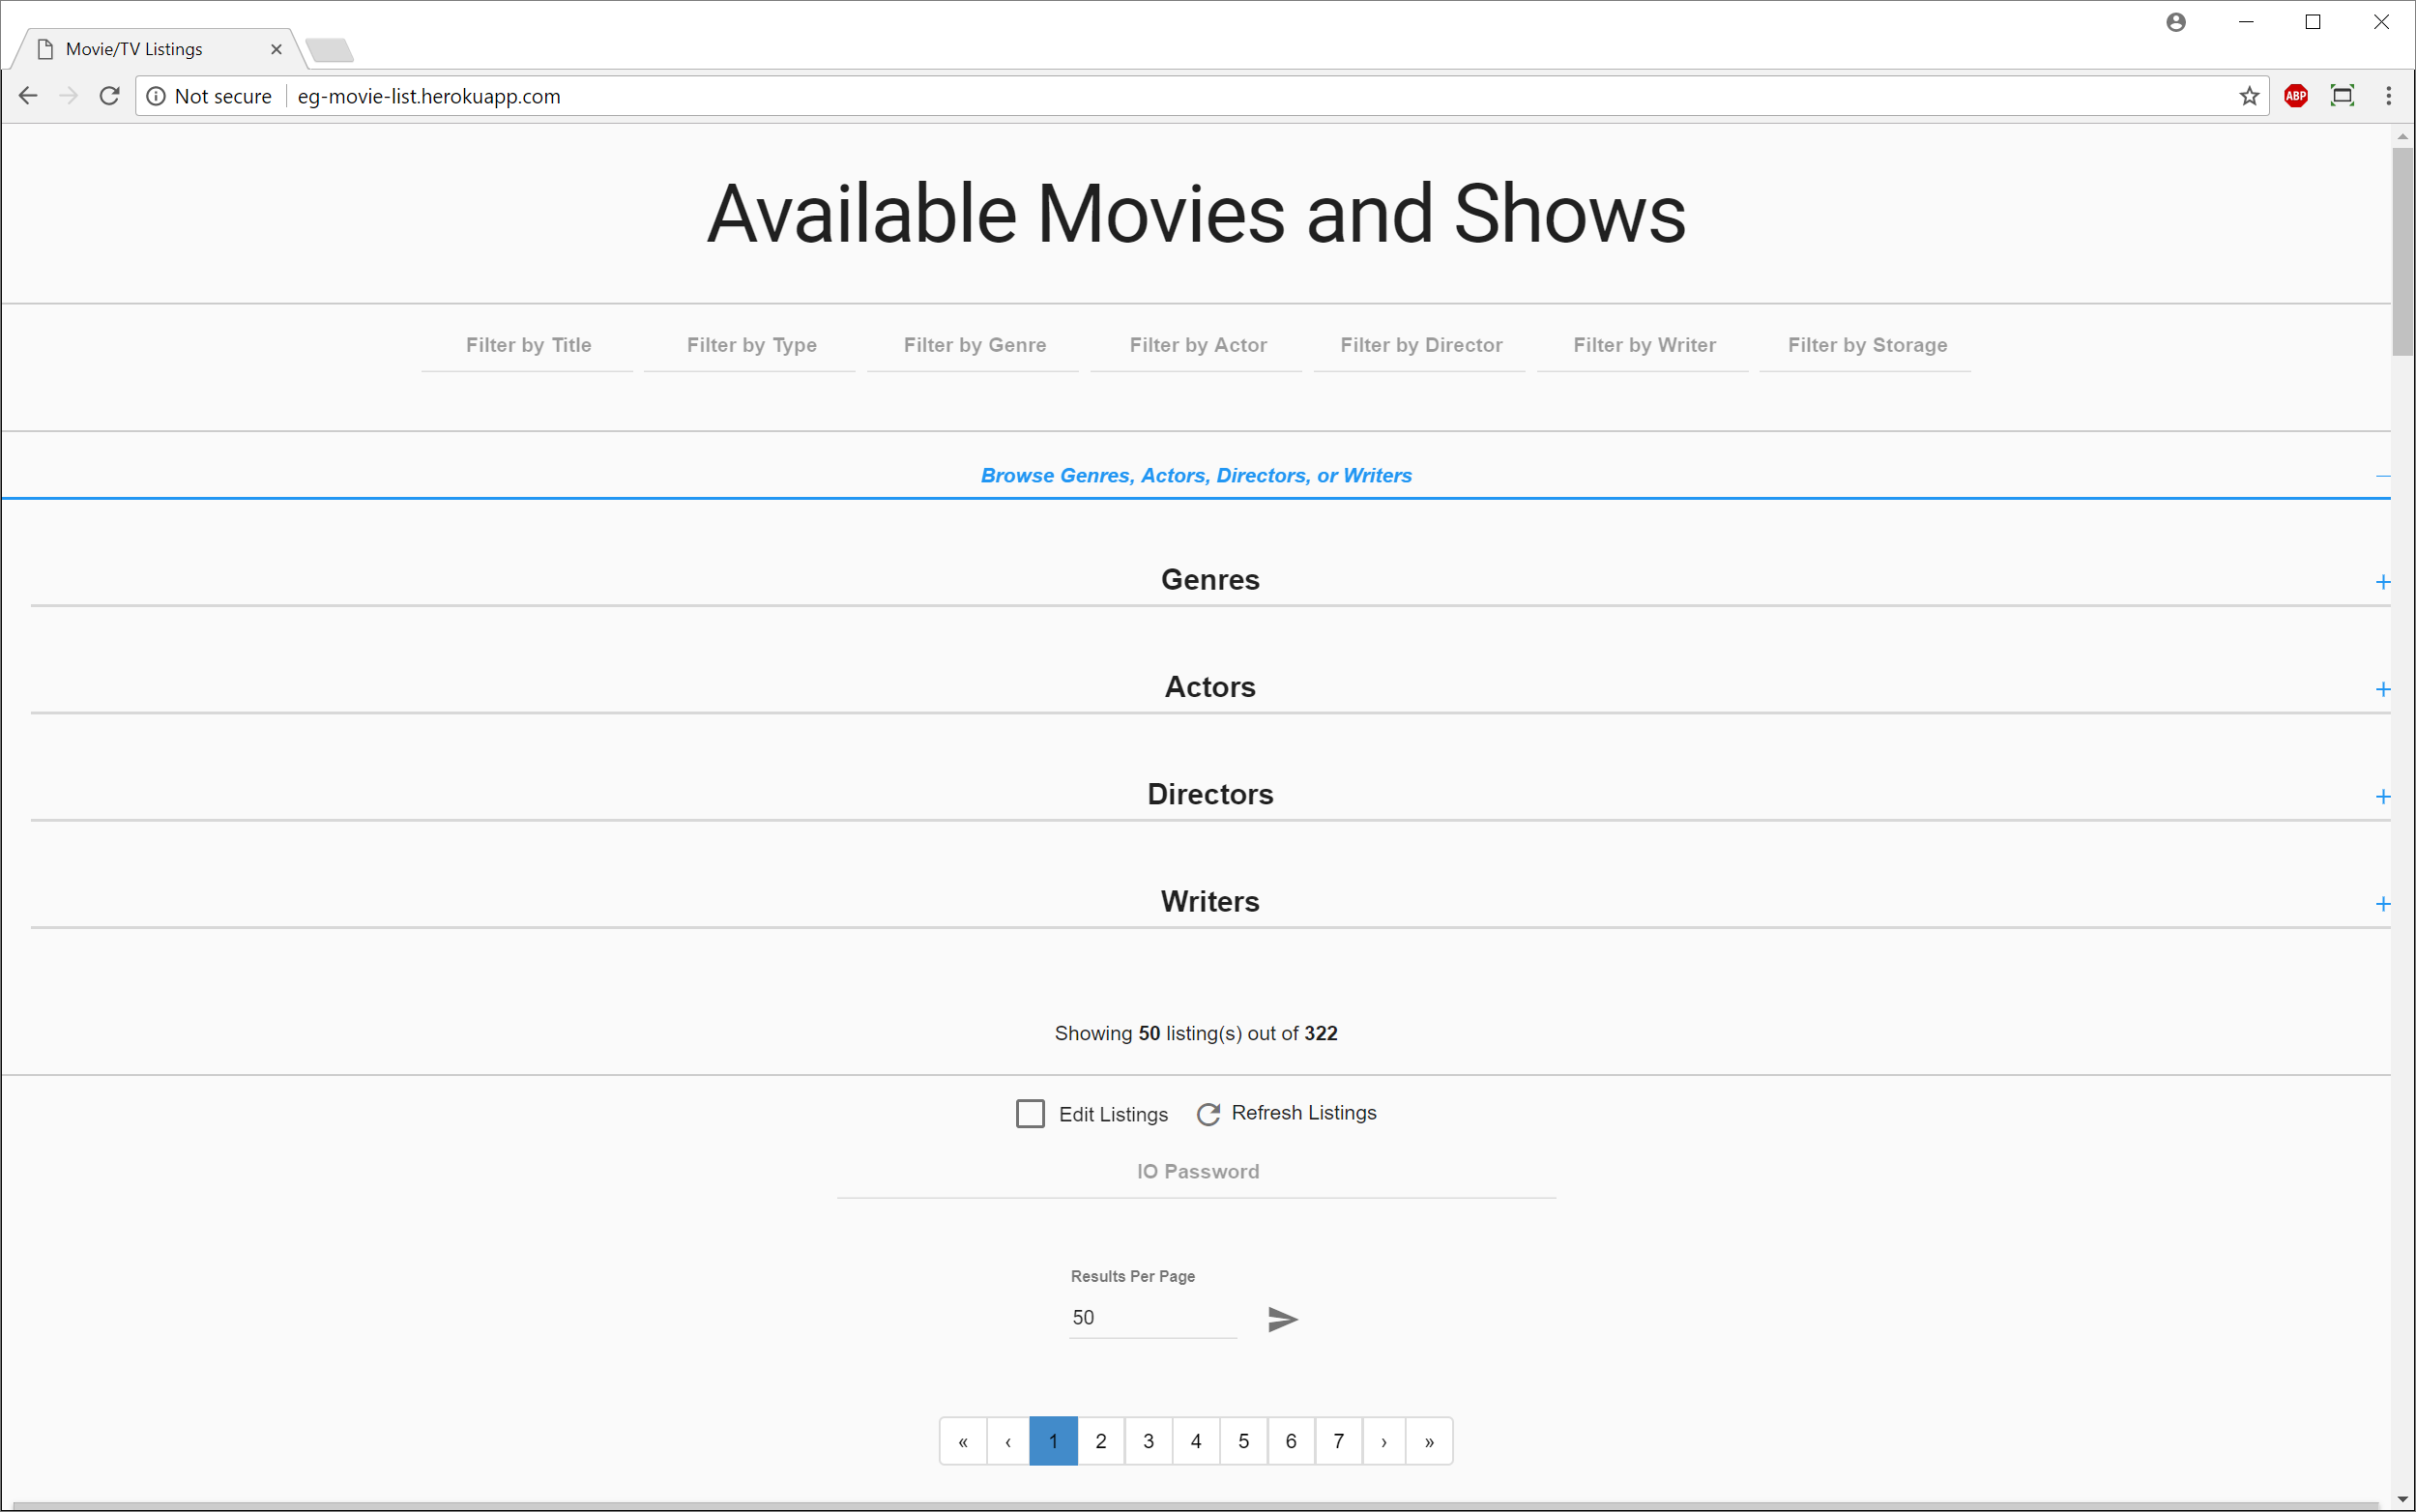 Movie/TV Listings
Not secure eg-movie-list.herokuapp.com ABP
Available Movies and Shows
Filter by Title Filter by Type Filter by Genre Filter by Actor Filter by Director Filter by Writer Filter by Storage
Browse Genres, Actors, Directors, or Writers
Genres
Actors
Directors
Writers
Showing 50 listing(s) out of 322
Edit Listings Refresh Listings
IO Password
Results Per Page
50
« ‹ 1 2 3 4 5 6 7 › »